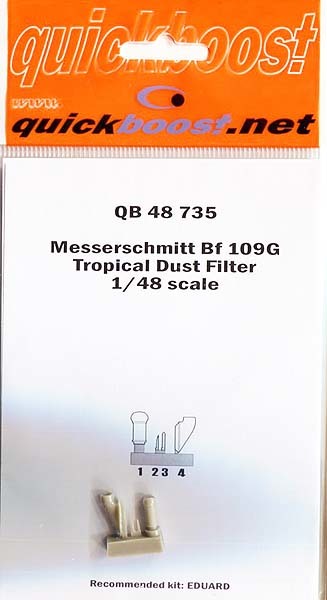 quickboost
www.
quickboost.net
QB 48 735
Messerschmitt Bf 109G
Tropical Dust Filter
1/48 scale
1 2 3 4
Recommended kit: EDUARD